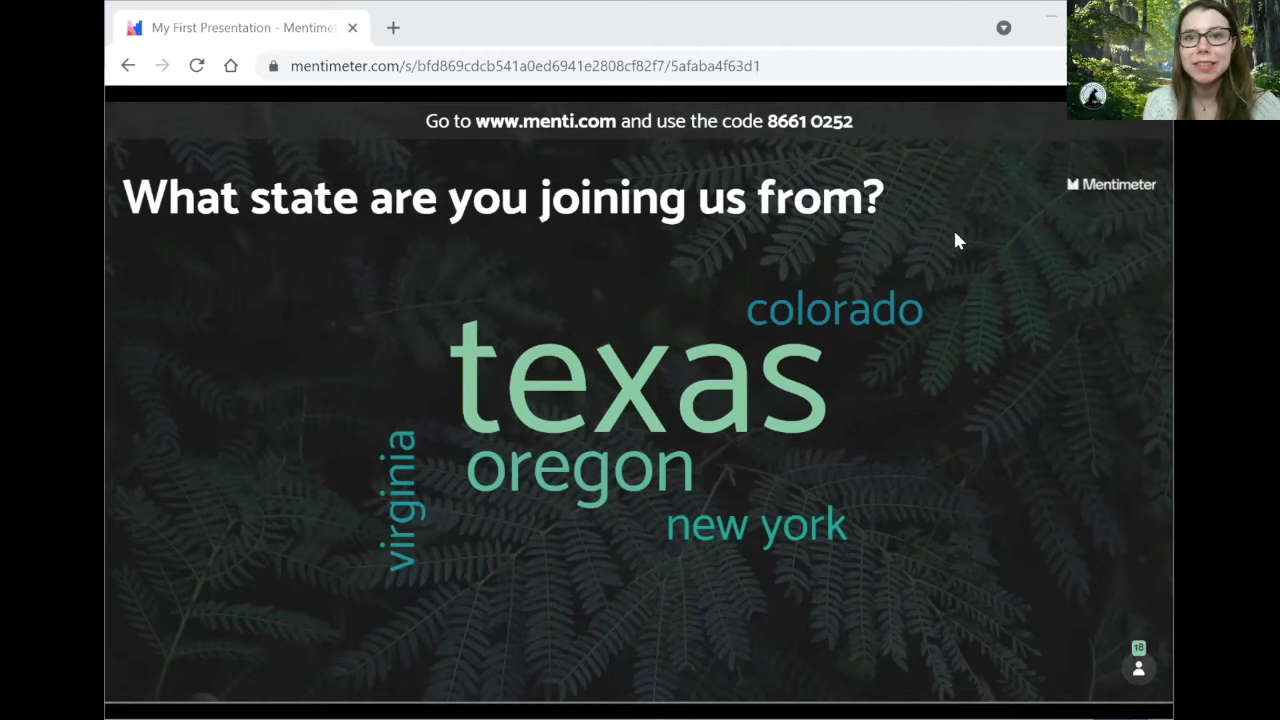 My First Presentation - Mentime
mentimeter.com/s/bfd869cdcb541a0ed6941e2808cf82f7/5afaba4f63d1
Go to www.menti.com and use the code 8661 0252
What state are you joining us from?
Mentimeter
colorado
texas
virginia
oregon
new york
18